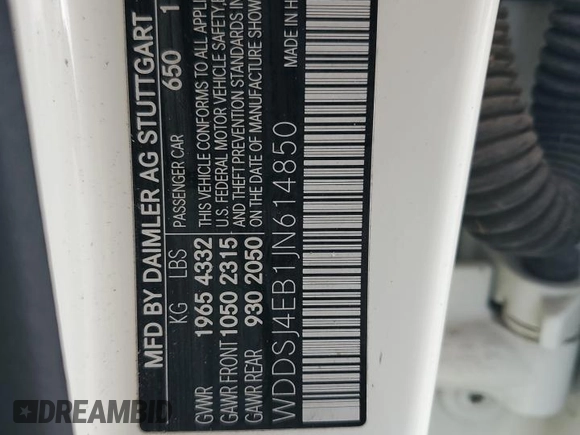 MFD BY DAIMLER AG STUTTGART
KG LBS PASSENGER CAR 650 1
GVWR 1965 4332 THIS VEHICLE CONFORMS TO ALL
GAWR FRONT 1050 2315 U.S. FEDERAL MOTOR VEHICLE SAFETY,
GAWR REAR 930 2050 AND THEFT PREVENTION STANDARDS IN
ON THE DATE OF MANUFACTURE SHOW
WDDSJ4EB1JN614850 MADE IN
DREAMBID